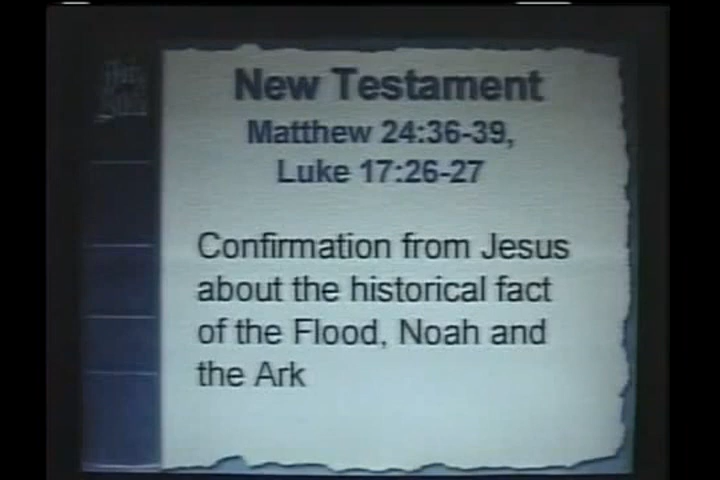 New Testament
Matthew 24:36-39,
Luke 17:26-27
Confirmation from Jesus
about the historical fact
of the Flood, Noah and
the Ark